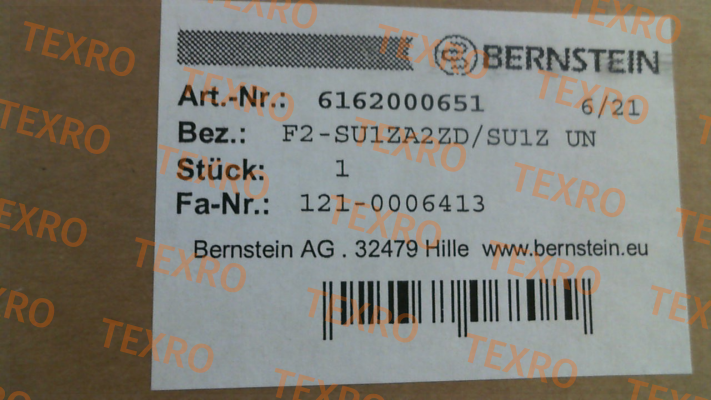 BERNSTEIN
Art.-Nr.: 6162000651 6/21
Bez.: F2-SU1ZA2ZD/SU1Z UN
Stück: 1
Fa-Nr.: 121-0006413
Bernstein AG . 32479 Hille www.bernstein.eu
TEXRO